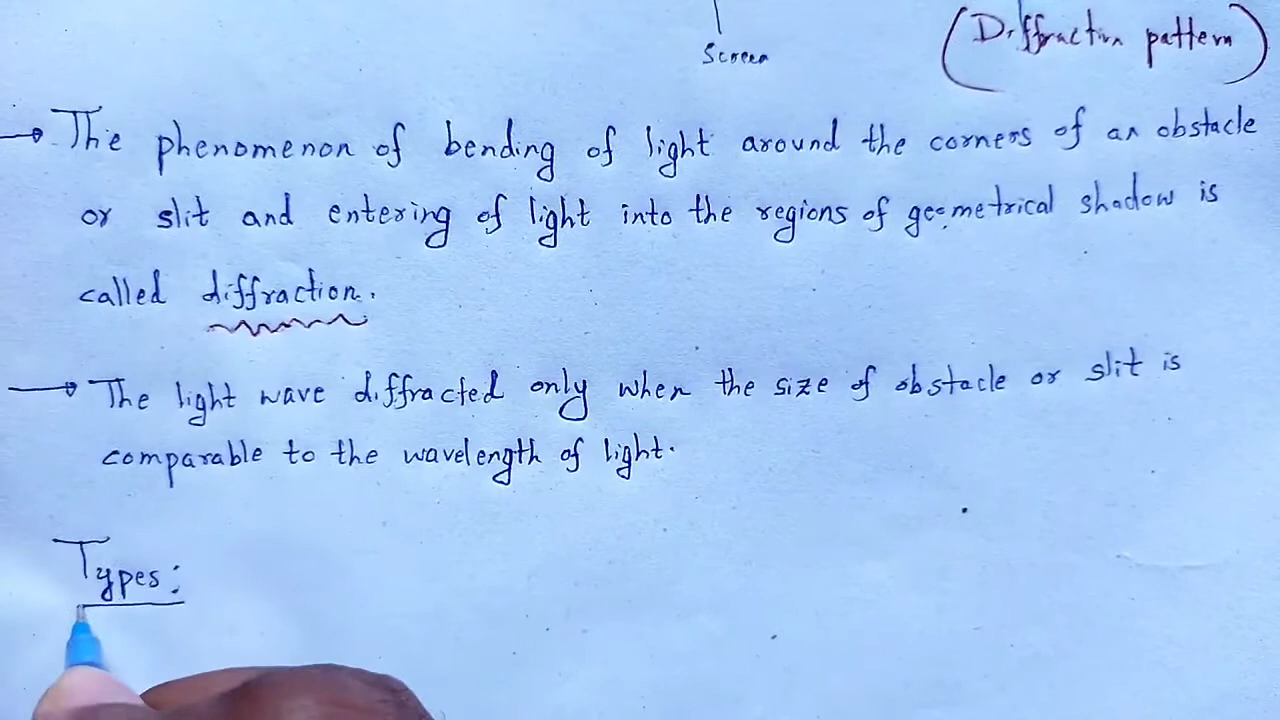 Screen
(Diffraction pattern)
→ The phenomenon of bending of light around the corners of an obstacle
or slit and entering of light into the regions of geometrical shadow is
called diffraction.
→ The light wave diffracted only when the size of obstacle or slit is
comparable to the wavelength of light.
Types: